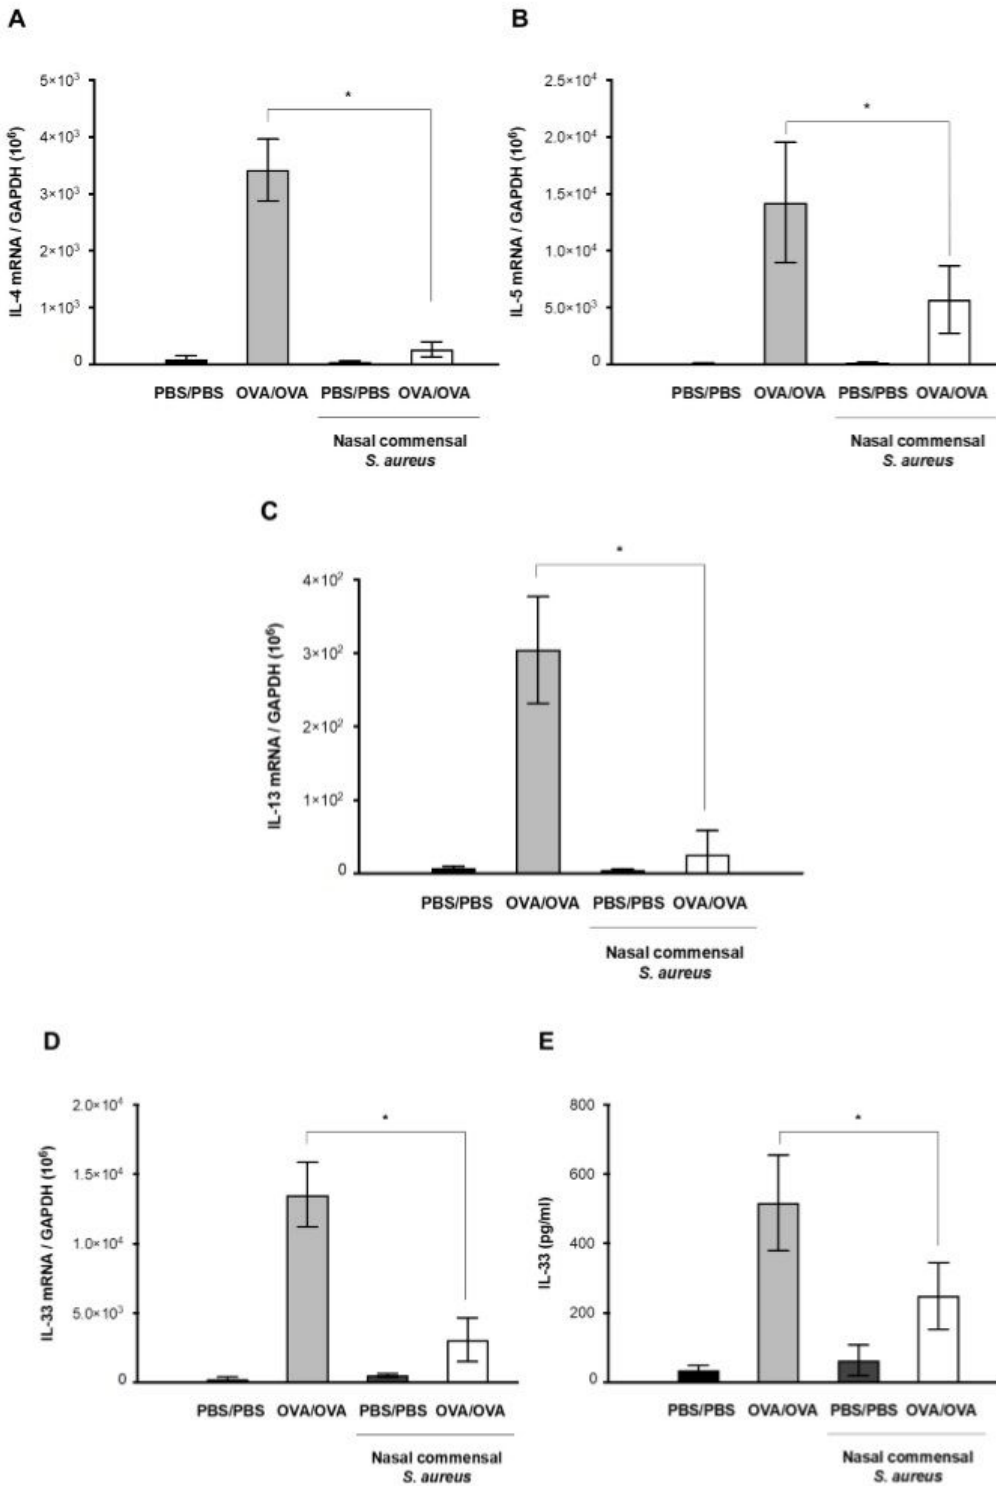 A
IL-4 mRNA / GAPDH (10⁶)
5×10³
4×10³
3×10³
2×10³
1×10³
0
*
PBS/PBS OVA/OVA PBS/PBS OVA/OVA
Nasal commensal
S. aureus
B
IL-5 mRNA / GAPDH (10⁶)
2.5×10⁴
2.0×10⁴
1.5×10⁴
1.0×10⁴
5.0×10³
0
*
PBS/PBS OVA/OVA PBS/PBS OVA/OVA
Nasal commensal
S. aureus
C
IL-13 mRNA / GAPDH (10⁶)
4×10²
3×10²
2×10²
1×10²
0
*
PBS/PBS OVA/OVA PBS/PBS OVA/OVA
Nasal commensal
S. aureus
D
IL-33 mRNA / GAPDH (10⁶)
2.0×10⁴
1.5×10⁴
1.0×10⁴
5.0×10³
0
*
PBS/PBS OVA/OVA PBS/PBS OVA/OVA
Nasal commensal
S. aureus
E
IL-33 (pg/ml)
800
600
400
200
0
*
PBS/PBS OVA/OVA PBS/PBS OVA/OVA
Nasal commensal
S. aureus